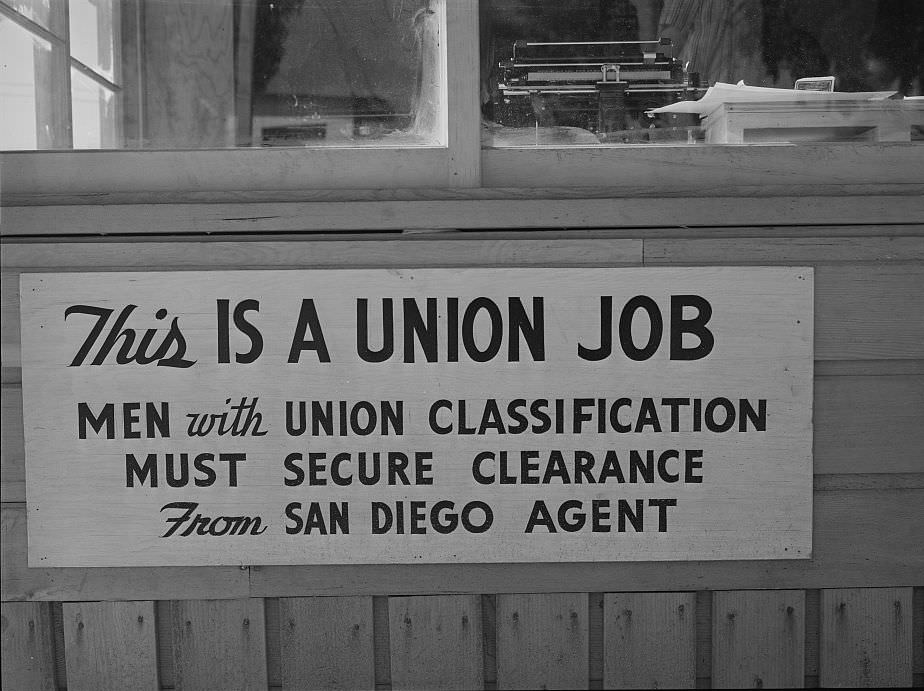 This IS A UNION JOB
MEN with UNION CLASSIFICATION
MUST SECURE CLEARANCE
From SAN DIEGO AGENT